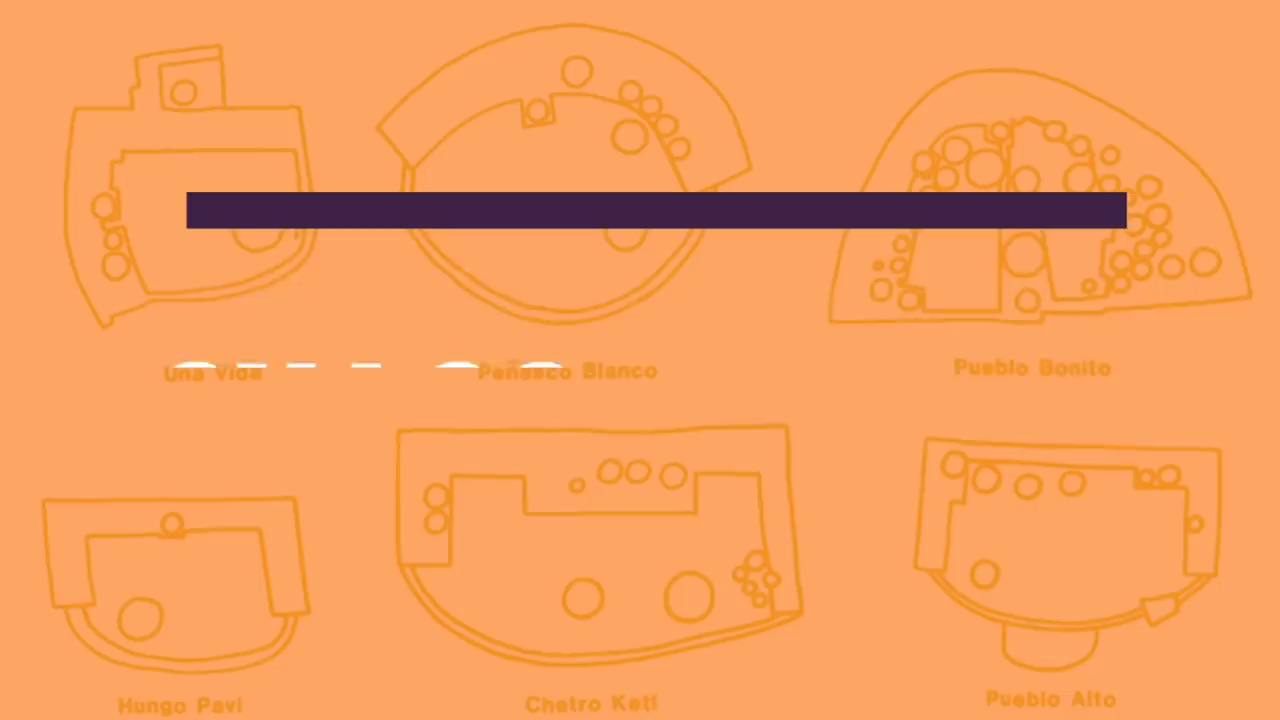 Una Vida
Peñasco Blanco
Pueblo Bonito
Hungo Pavi
Chetro Ketl
Pueblo Alto